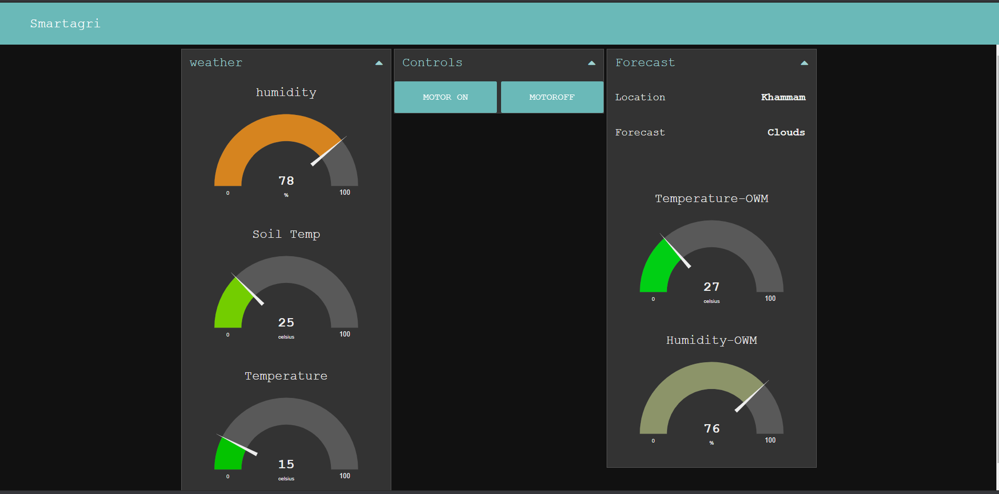 Smartagri
weather
humidity
78
%
0
100
Soil Temp
25
celsius
0
100
Temperature
15
celsius
0
100
Controls
MOTOR ON
MOTOROFF
Forecast
Location Khammam
Forecast Clouds
Temperature-OWM
27
celsius
0
100
Humidity-OWM
76
%
0
100